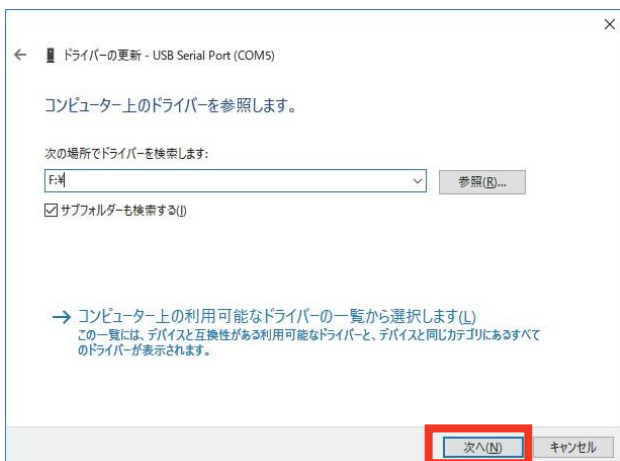 ドライバーの更新 - USB Serial Port (COM5)
コンピューター上のドライバーを参照します。
次の場所でドライバーを検索します:
F:¥
参照(R)...
サブフォルダーも検索する(I)
コンピューター上の利用可能なドライバーの一覧から選択します(L)
この一覧には、デバイスと互換性がある利用可能なドライバーと、デバイスと同じカテゴリにあるすべて
のドライバーが表示されます。
次へ(N)
キャンセル